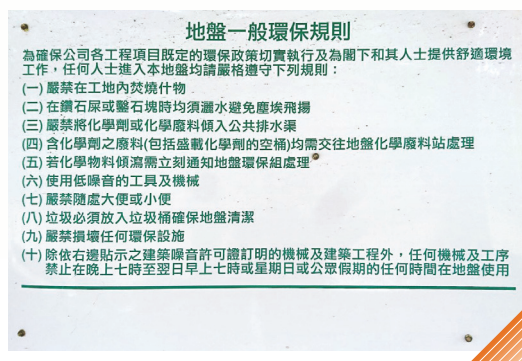 地盤一般環保規則
為確保公司各工程項目既定的環保政策切實執行及為閣下和其人士提供舒適環境
工作，任何人士進入本地盤均請嚴格遵守下列規則：
(一) 嚴禁在工地內焚燒什物
(二) 在鑽石屎或鑿石塊時均須灑水避免塵埃飛揚
(三) 嚴禁將化學劑或化學廢料傾入公共排水渠
(四) 含化學劑之廢料(包括盛載化學劑的空桶)均需交往地盤化學廢料站處理
(五) 若化學物料傾瀉需立刻通知地盤環保組處理
(六) 使用低噪音的工具及機械
(七) 嚴禁隨處大便或小便
(八) 垃圾必須放入垃圾桶確保地盤清潔
(九) 嚴禁損壞任何環保設施
(十) 除依右邊貼示之建築噪音許可證訂明的機械及建築工程外，任何機械及工序
禁止在晚上七時至翌日早上七時或星期日或公眾假期的任何時間在地盤使用